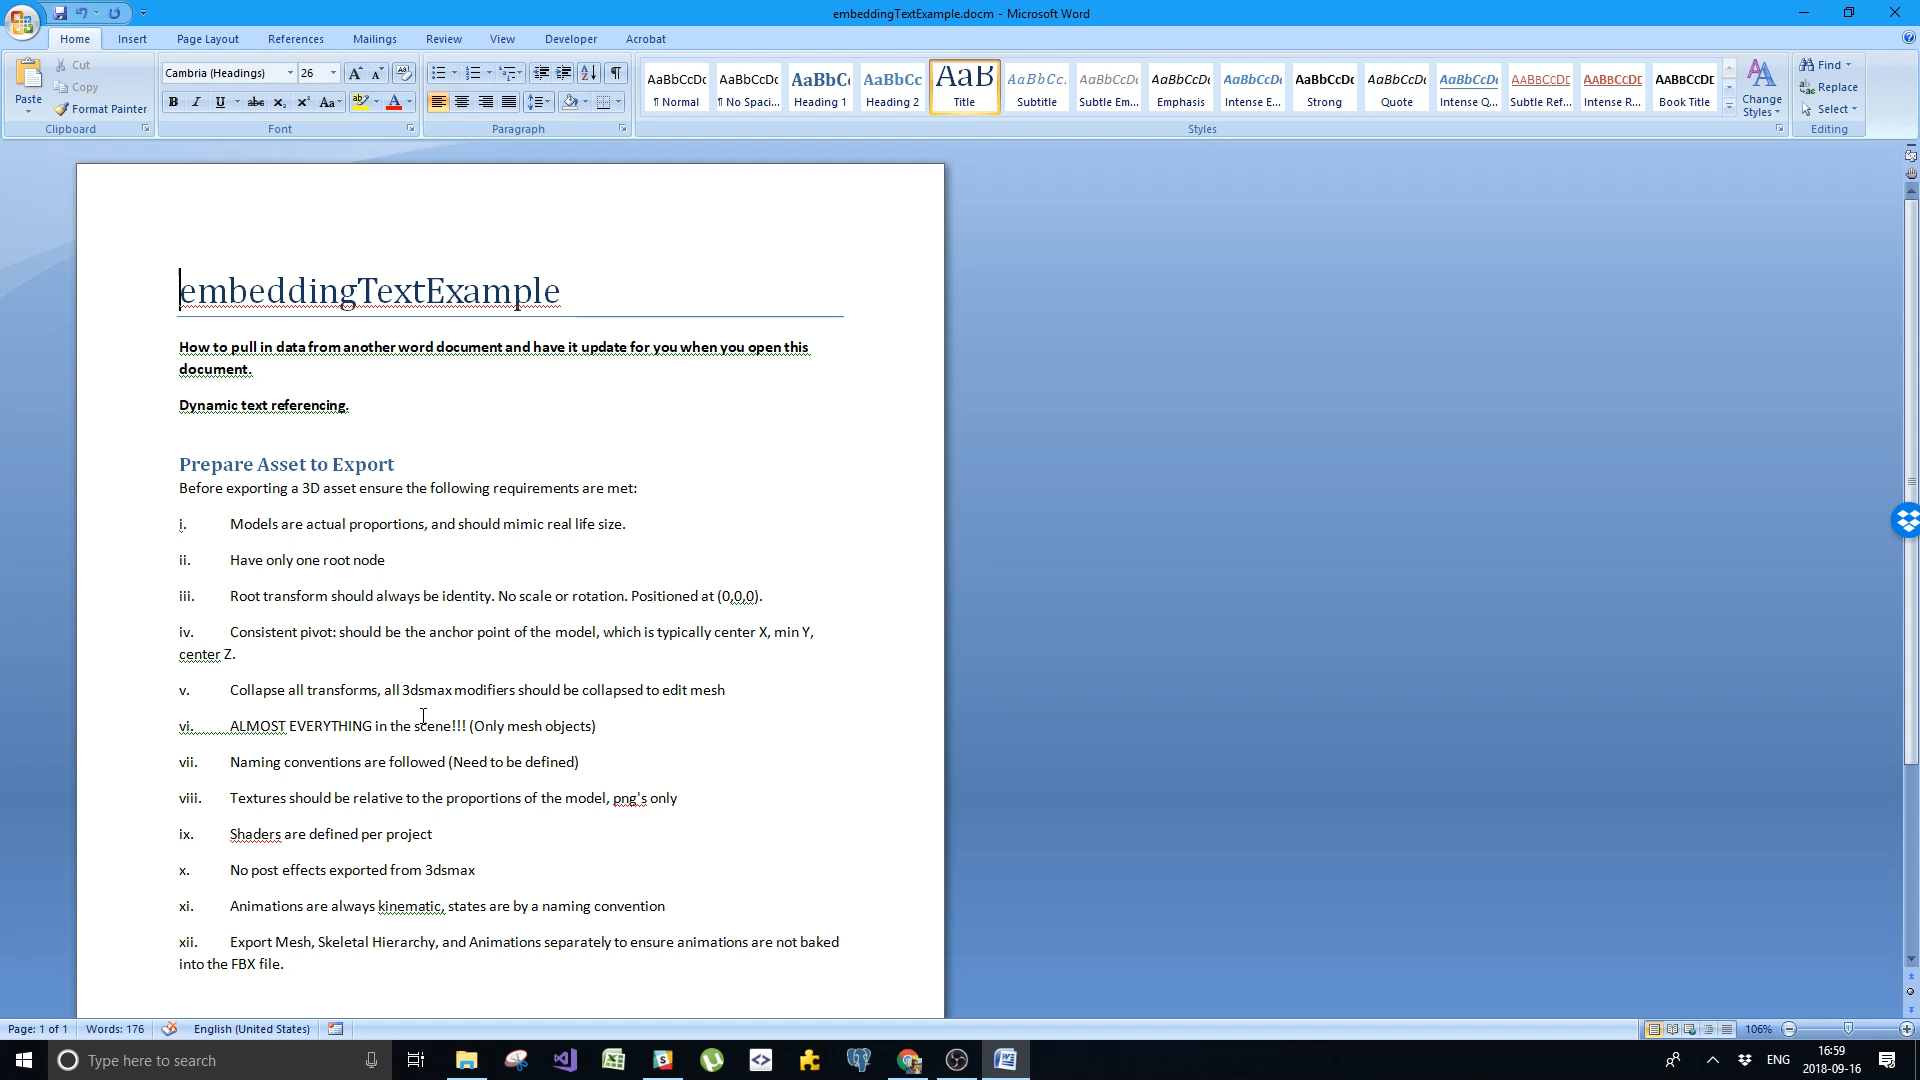 embeddingTextExample.docm - Microsoft Word
Home Insert Page Layout References Mailings Review View Developer Acrobat
Paste
Cut
Copy
Format Painter
Clipboard
Cambria (Headings) 26
Font
Paragraph
AaBbCcDc AaBbCcDc AaBbC AaBbCc AaB AaBbCc. AaBbCcDc AaBbCcDc AaBbCcDc AaBbCcDc AaBbCcDc AaBbCcDc AABBCCDE AABBCCDE AABBCCDE
¶ Normal ¶ No Spaci... Heading 1 Heading 2 Title Subtitle Subtle Em... Emphasis Intense E... Strong Quote Intense Q... Subtle Ref... Intense R... Book Title
Change
Styles
Styles
Find
Replace
Select
Editing
embeddingTextExample
How to pull in data from another word document and have it update for you when you open this
document.
Dynamic text referencing.
Prepare Asset to Export
Before exporting a 3D asset ensure the following requirements are met:
i. Models are actual proportions, and should mimic real life size.
ii. Have only one root node
iii. Root transform should always be identity. No scale or rotation. Positioned at (0,0,0).
iv. Consistent pivot: should be the anchor point of the model, which is typically center X, min Y,
center Z.
v. Collapse all transforms, all 3dsmax modifiers should be collapsed to edit mesh
vi. ALMOST EVERYTHING in the scene!!! (Only mesh objects)
vii. Naming conventions are followed (Need to be defined)
viii. Textures should be relative to the proportions of the model, png's only
ix. Shaders are defined per project
x. No post effects exported from 3dsmax
xi. Animations are always kinematic, states are by a naming convention
xii. Export Mesh, Skeletal Hierarchy, and Animations separately to ensure animations are not baked
into the FBX file.
Page: 1 of 1 Words: 176 English (United States) 106%
Type here to search
ENG
16:59
2018-09-16